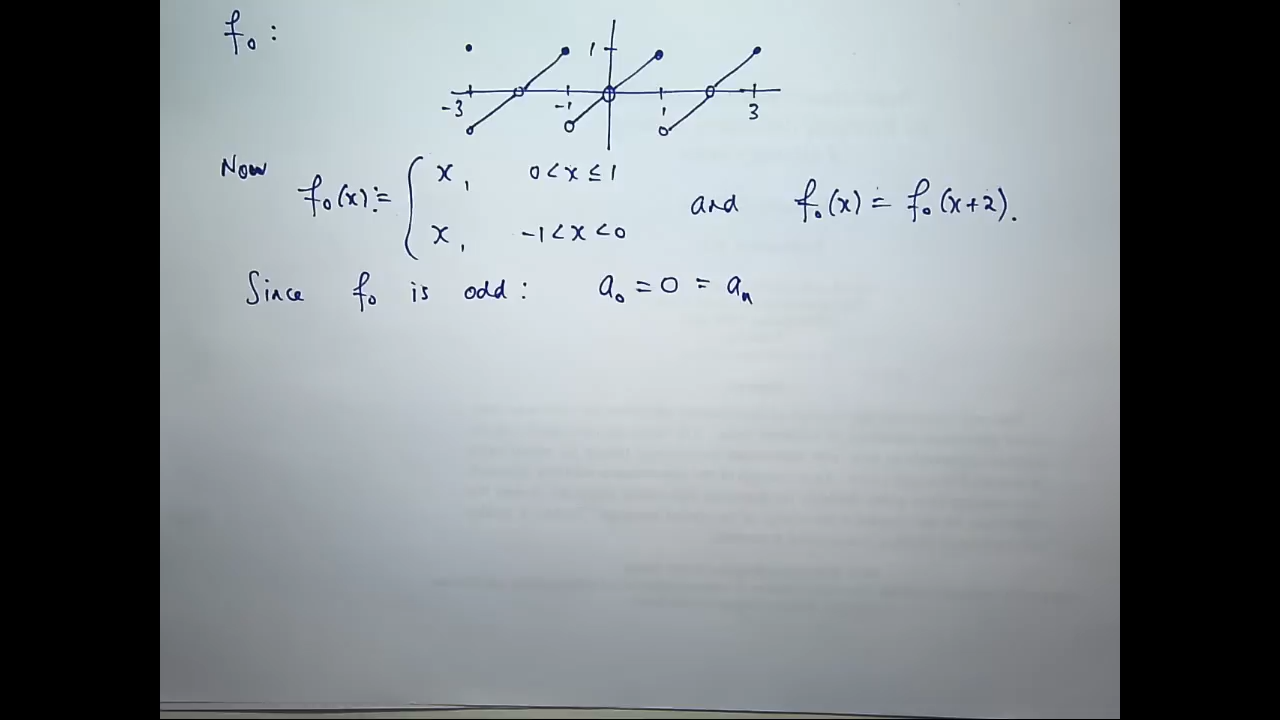 f₀ :
1
-3 -1 1 3
Now f₀(x) := { x, 0 < x ≤ 1 and f₀(x) = f₀(x+2).
x, -1 < x < 0
Since f₀ is odd : a₀ = 0 = aₙ